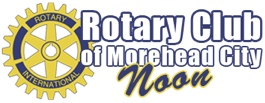 ROTARY
INTERNATIONAL
Rotary Club
of Morehead City
Noon